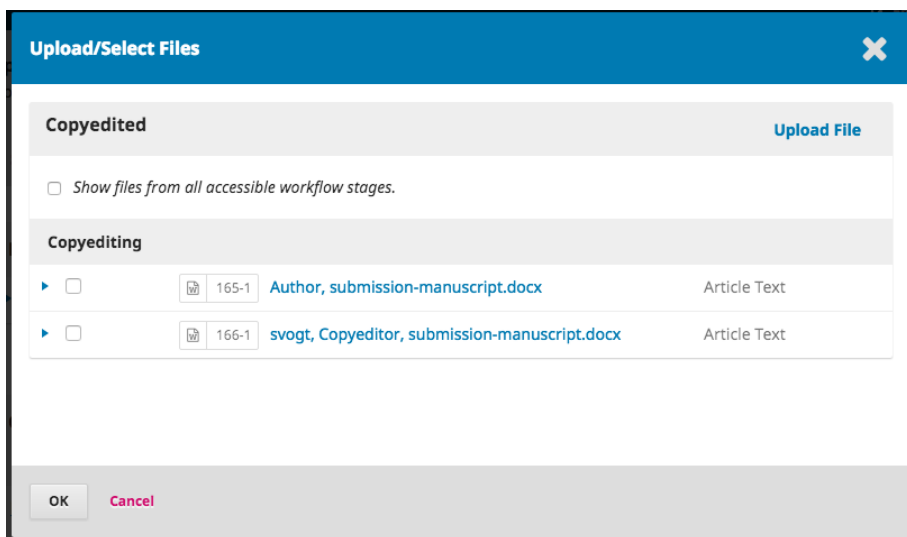 Upload/Select Files
Copyedited
Upload File
Show files from all accessible workflow stages.
Copyediting
165-1 Author, submission-manuscript.docx Article Text
166-1 svogt, Copyeditor, submission-manuscript.docx Article Text
OK Cancel